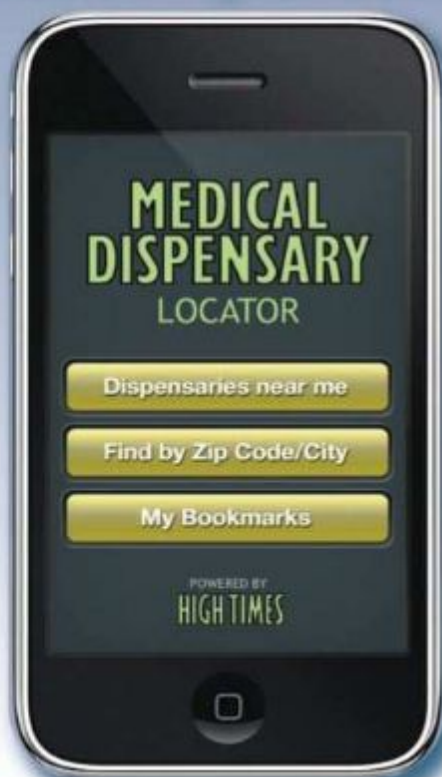 MEDICAL
DISPENSARY
LOCATOR
Dispensaries near me
Find by Zip Code/City
My Bookmarks
POWERED BY
HIGH TIMES